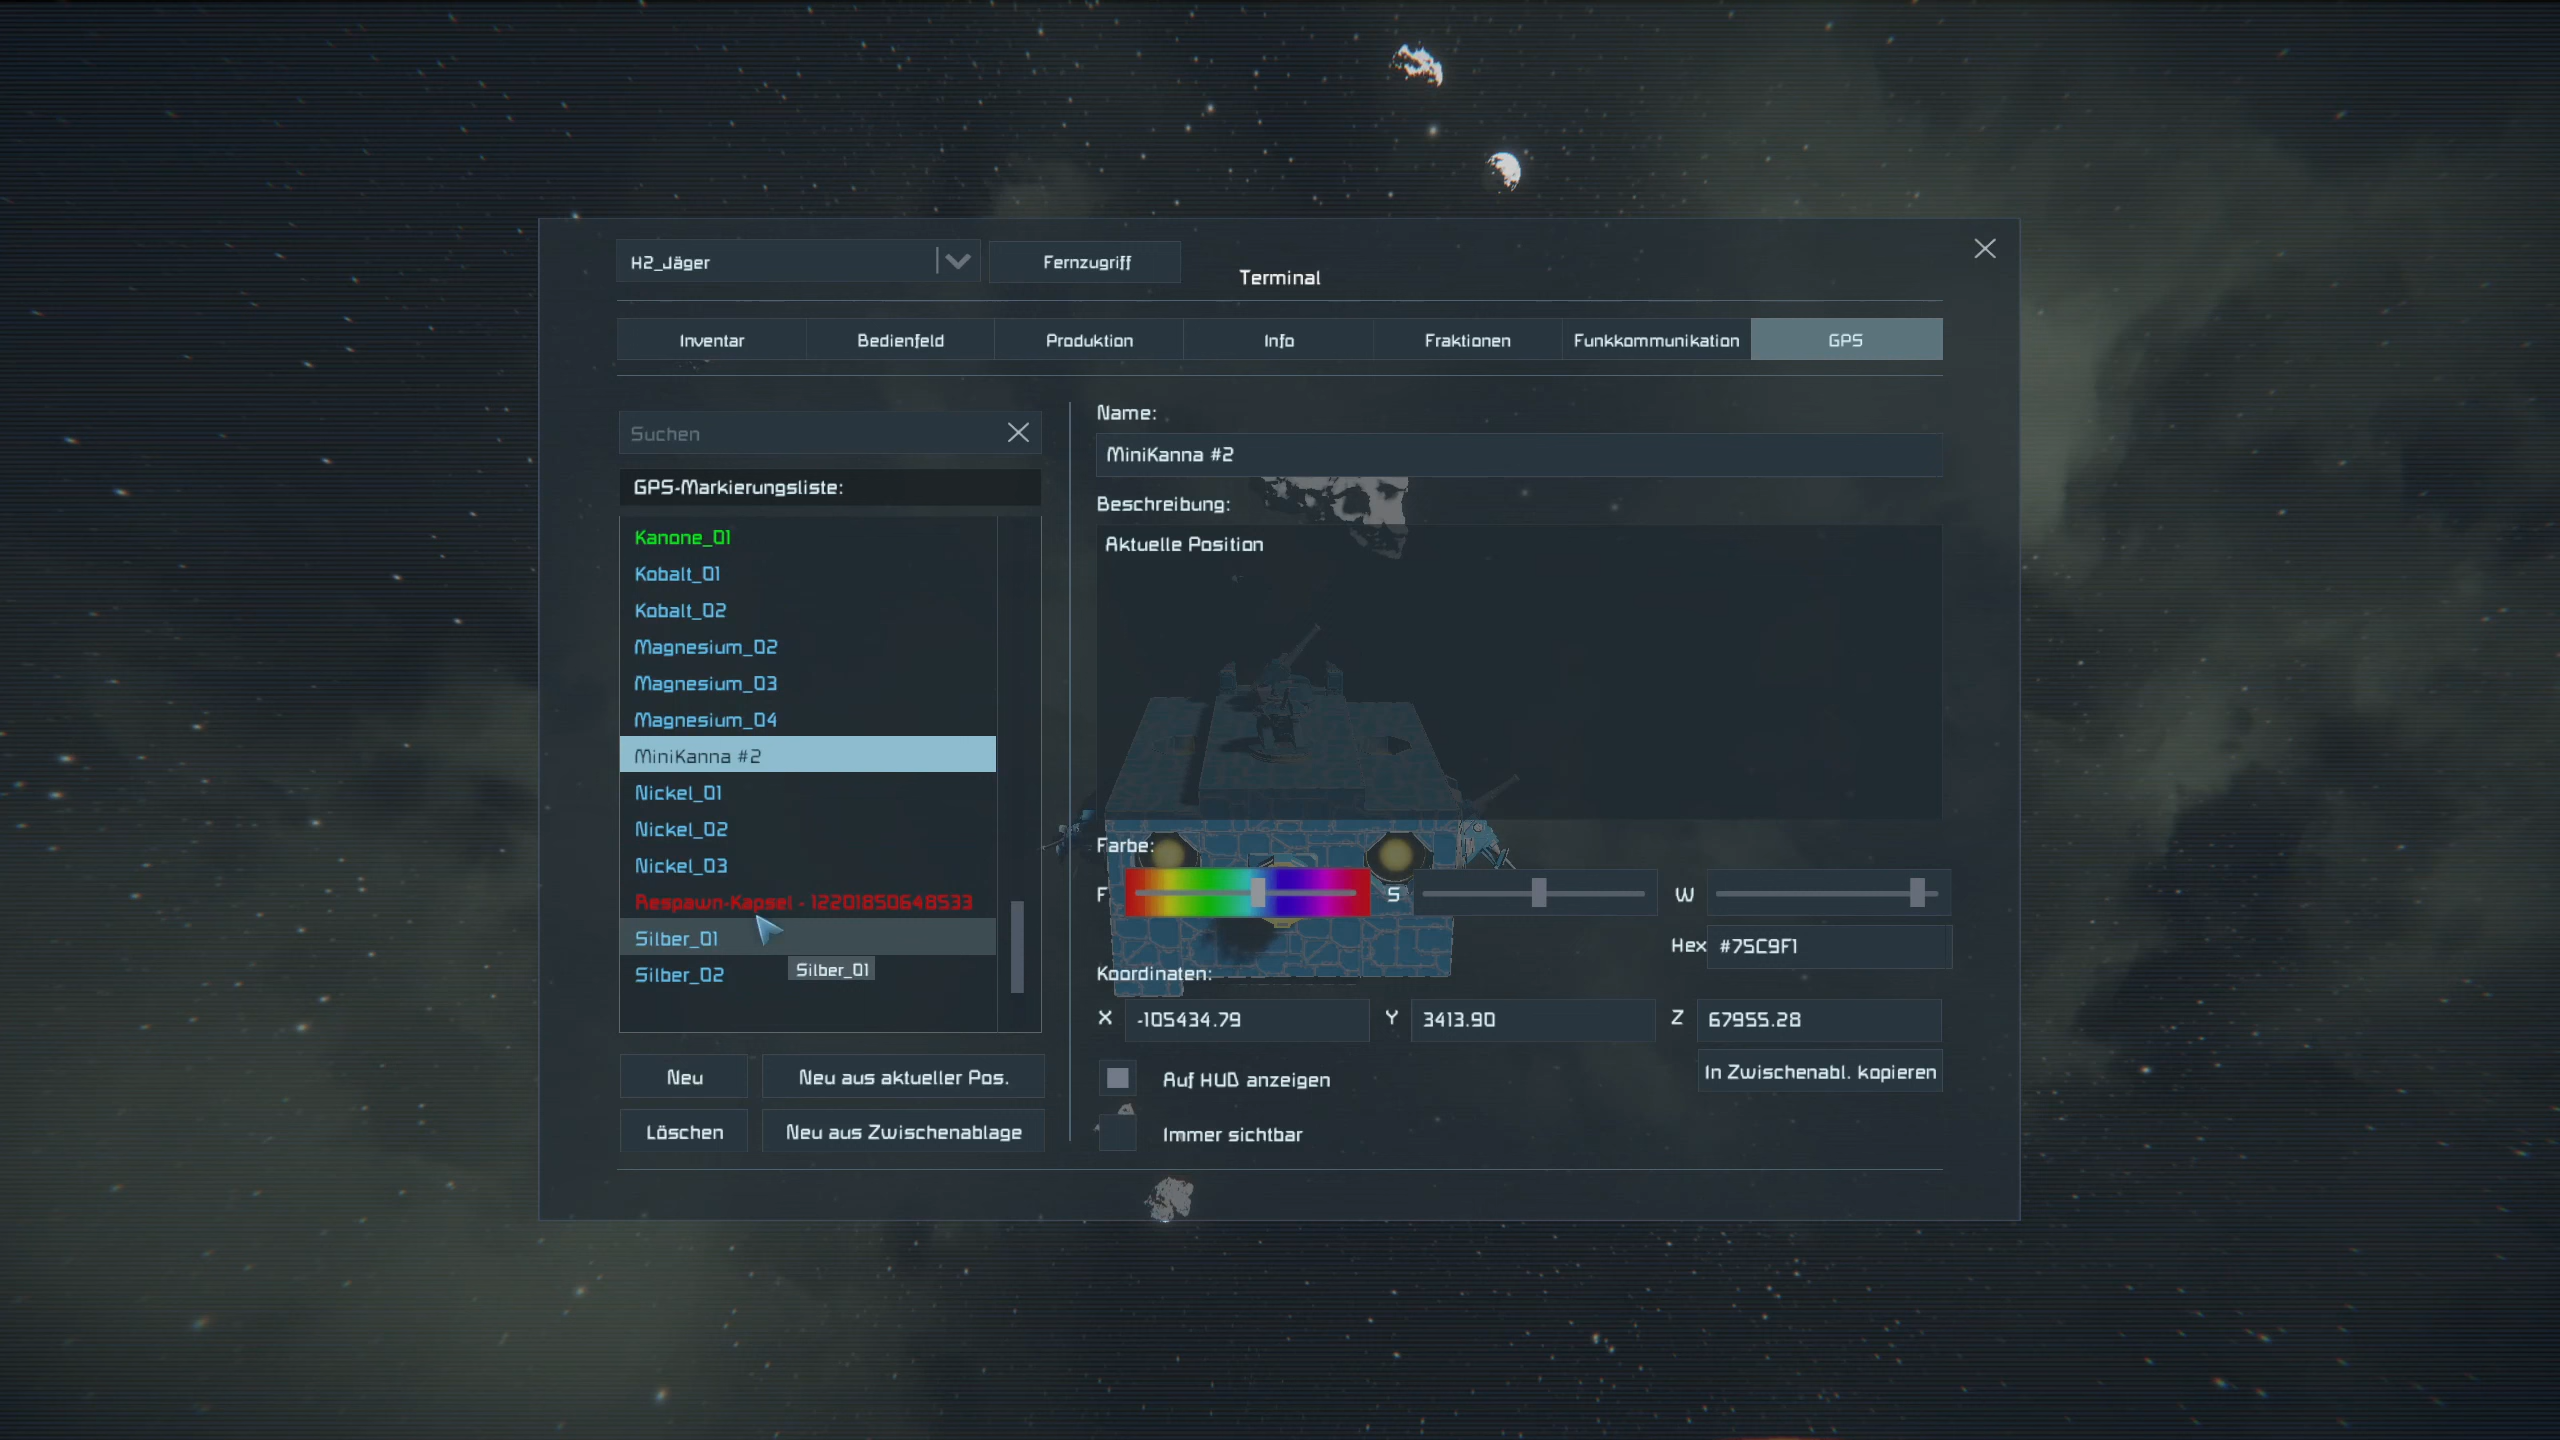 H2_Jäger
Fernzugriff
Terminal
Inventar
Bedienfeld
Produktion
Info
Fraktionen
Funkkommunikation
GPS
Suchen
GPS-Markierungsliste:
Kanone_01
Kobalt_01
Kobalt_02
Magnesium_02
Magnesium_03
Magnesium_04
MiniKanna #2
Nickel_01
Nickel_02
Nickel_03
Respawn-Kapsel - 12201850648533
Silber_01
Silber_02
Silber_01
Neu
Neu aus aktueller Pos.
Löschen
Neu aus Zwischenablage
Name:
MiniKanna #2
Beschreibung:
Aktuelle Position
Farbe:
F
S
W
Hex #75C9F1
Koordinaten:
X -105434.79
Y 3413.90
Z 67955.28
In Zwischenabl. kopieren
Auf HUD anzeigen
Immer sichtbar